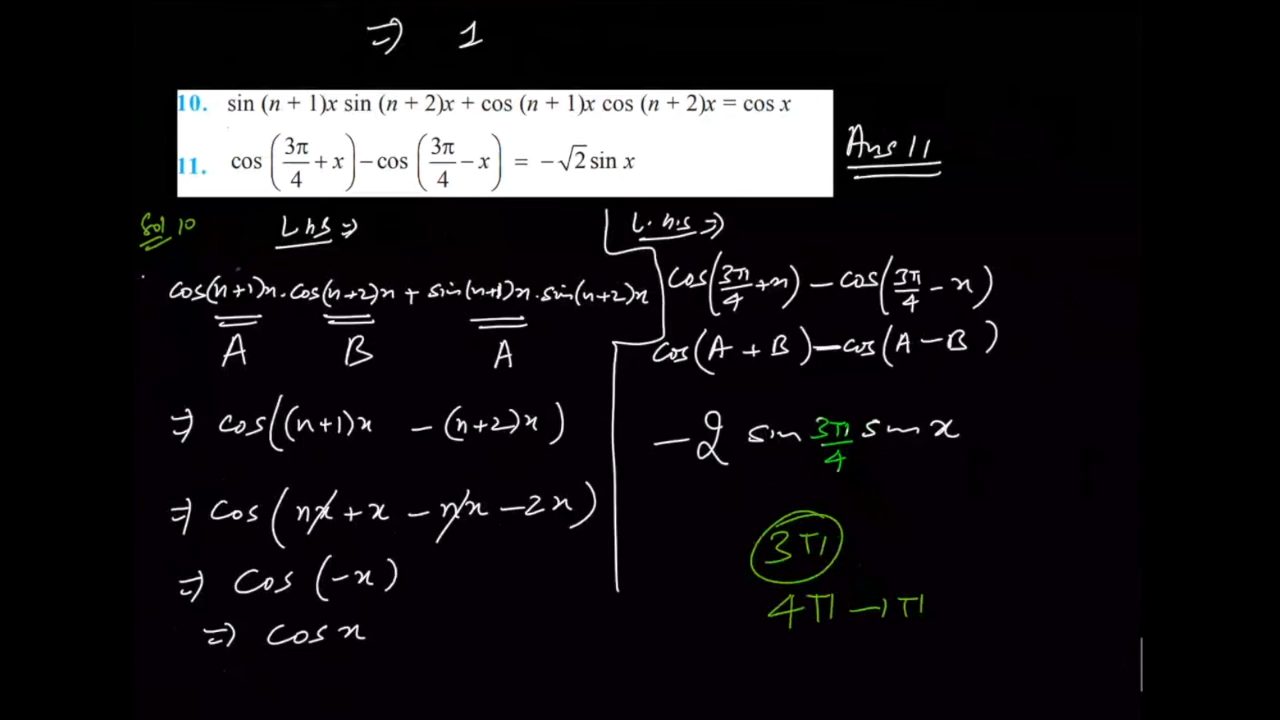 ⇒ 1
10. sin (n + 1)x sin (n + 2)x + cos (n + 1)x cos (n + 2)x = cos x
11. cos (3π/4 + x) − cos (3π/4 − x) = −√2 sin x
Ans 11
Sol 10
L h s ⇒
cos(n+1)x . cos(n+2)x + sin(n+1)x . sin(n+2)x
A B A
⇒ cos((n+1)x − (n+2)x)
⇒ cos (nx + x − nx − 2x)
⇒ cos (−x)
⇒ cos x
L.h.s ⇒
cos(3π/4 + x) − cos(3π/4 − x)
cos(A + B) − cos(A − B)
−2 sin 3π/4 sin x
3π
4π − 1π